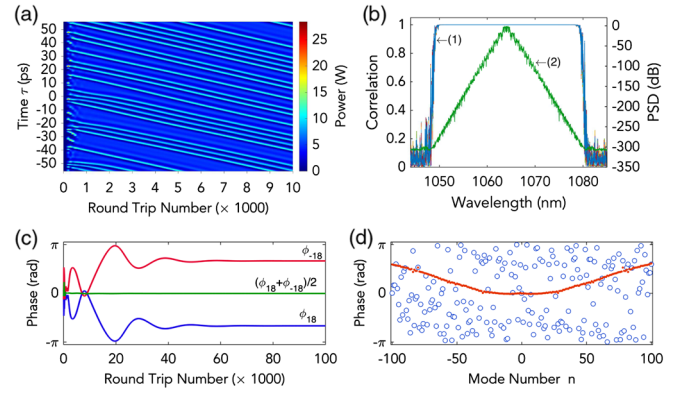 (a)
50
40
30
20
10
0
-10
-20
-30
-40
-50
Time τ (ps)
0 1 2 3 4 5 6 7 8 9 10
Round Trip Number (× 1000)
25
20
15
10
5
0
Power (W)
(b)
1
0.8
0.6
0.4
0.2
0
Correlation
←(1)
←(2)
1050 1060 1070 1080
Wavelength (nm)
0
-50
-100
-150
-200
-250
-300
-350
PSD (dB)
(c)
π
0
-π
Phase (rad)
ϕ-18
(ϕ18+ϕ-18)/2
ϕ18
0 20 40 60 80 100
Round Trip Number (× 1000)
(d)
π
0
-π
Phase (rad)
-100 -50 0 50 100
Mode Number n